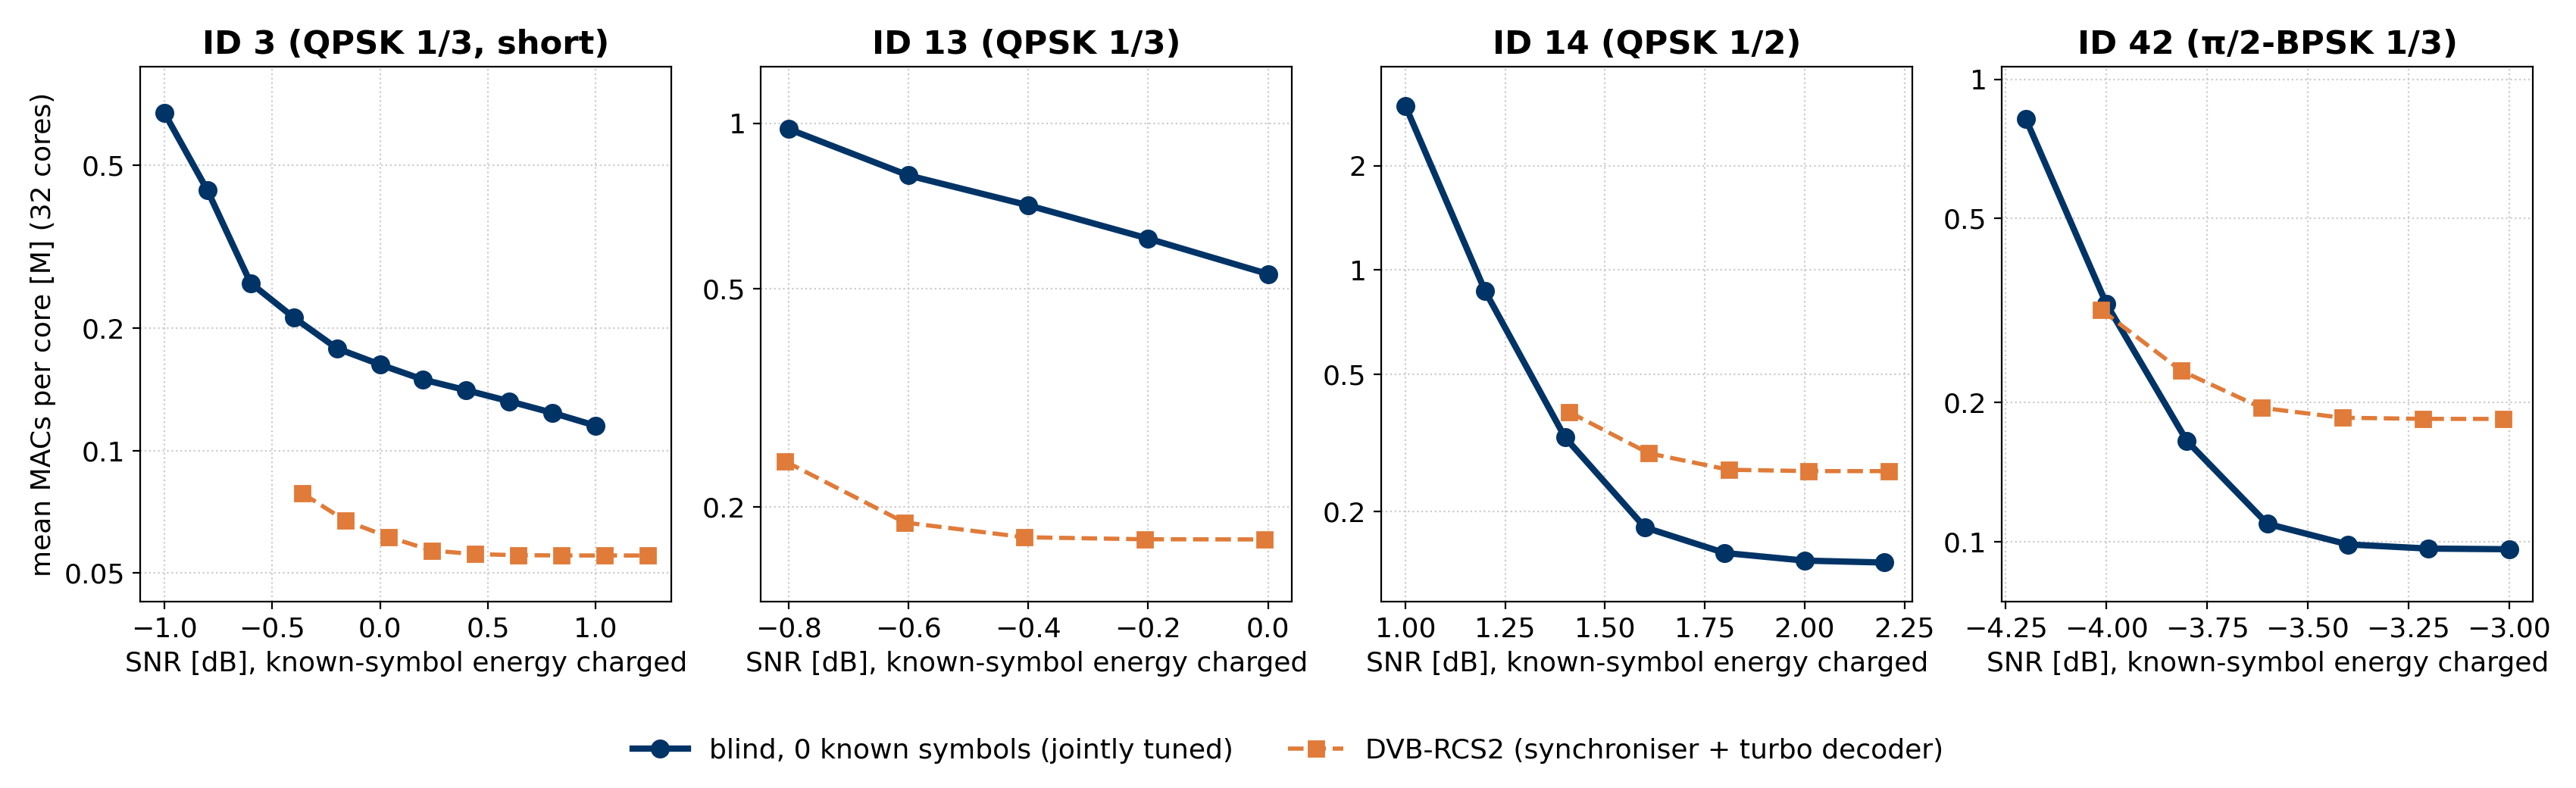 ID 3 (QPSK 1/3, short)
ID 13 (QPSK 1/3)
ID 14 (QPSK 1/2)
ID 42 (π/2-BPSK 1/3)
mean MACs per core [M] (32 cores)
0.5
0.2
0.1
0.05
−1.0 −0.5 0.0 0.5 1.0
SNR [dB], known-symbol energy charged
1
0.5
0.2
−0.8 −0.6 −0.4 −0.2 0.0
SNR [dB], known-symbol energy charged
2
1
0.5
0.2
1.00 1.25 1.50 1.75 2.00 2.25
SNR [dB], known-symbol energy charged
1
0.5
0.2
0.1
−4.25 −4.00 −3.75 −3.50 −3.25 −3.00
SNR [dB], known-symbol energy charged
blind, 0 known symbols (jointly tuned)
DVB-RCS2 (synchroniser + turbo decoder)